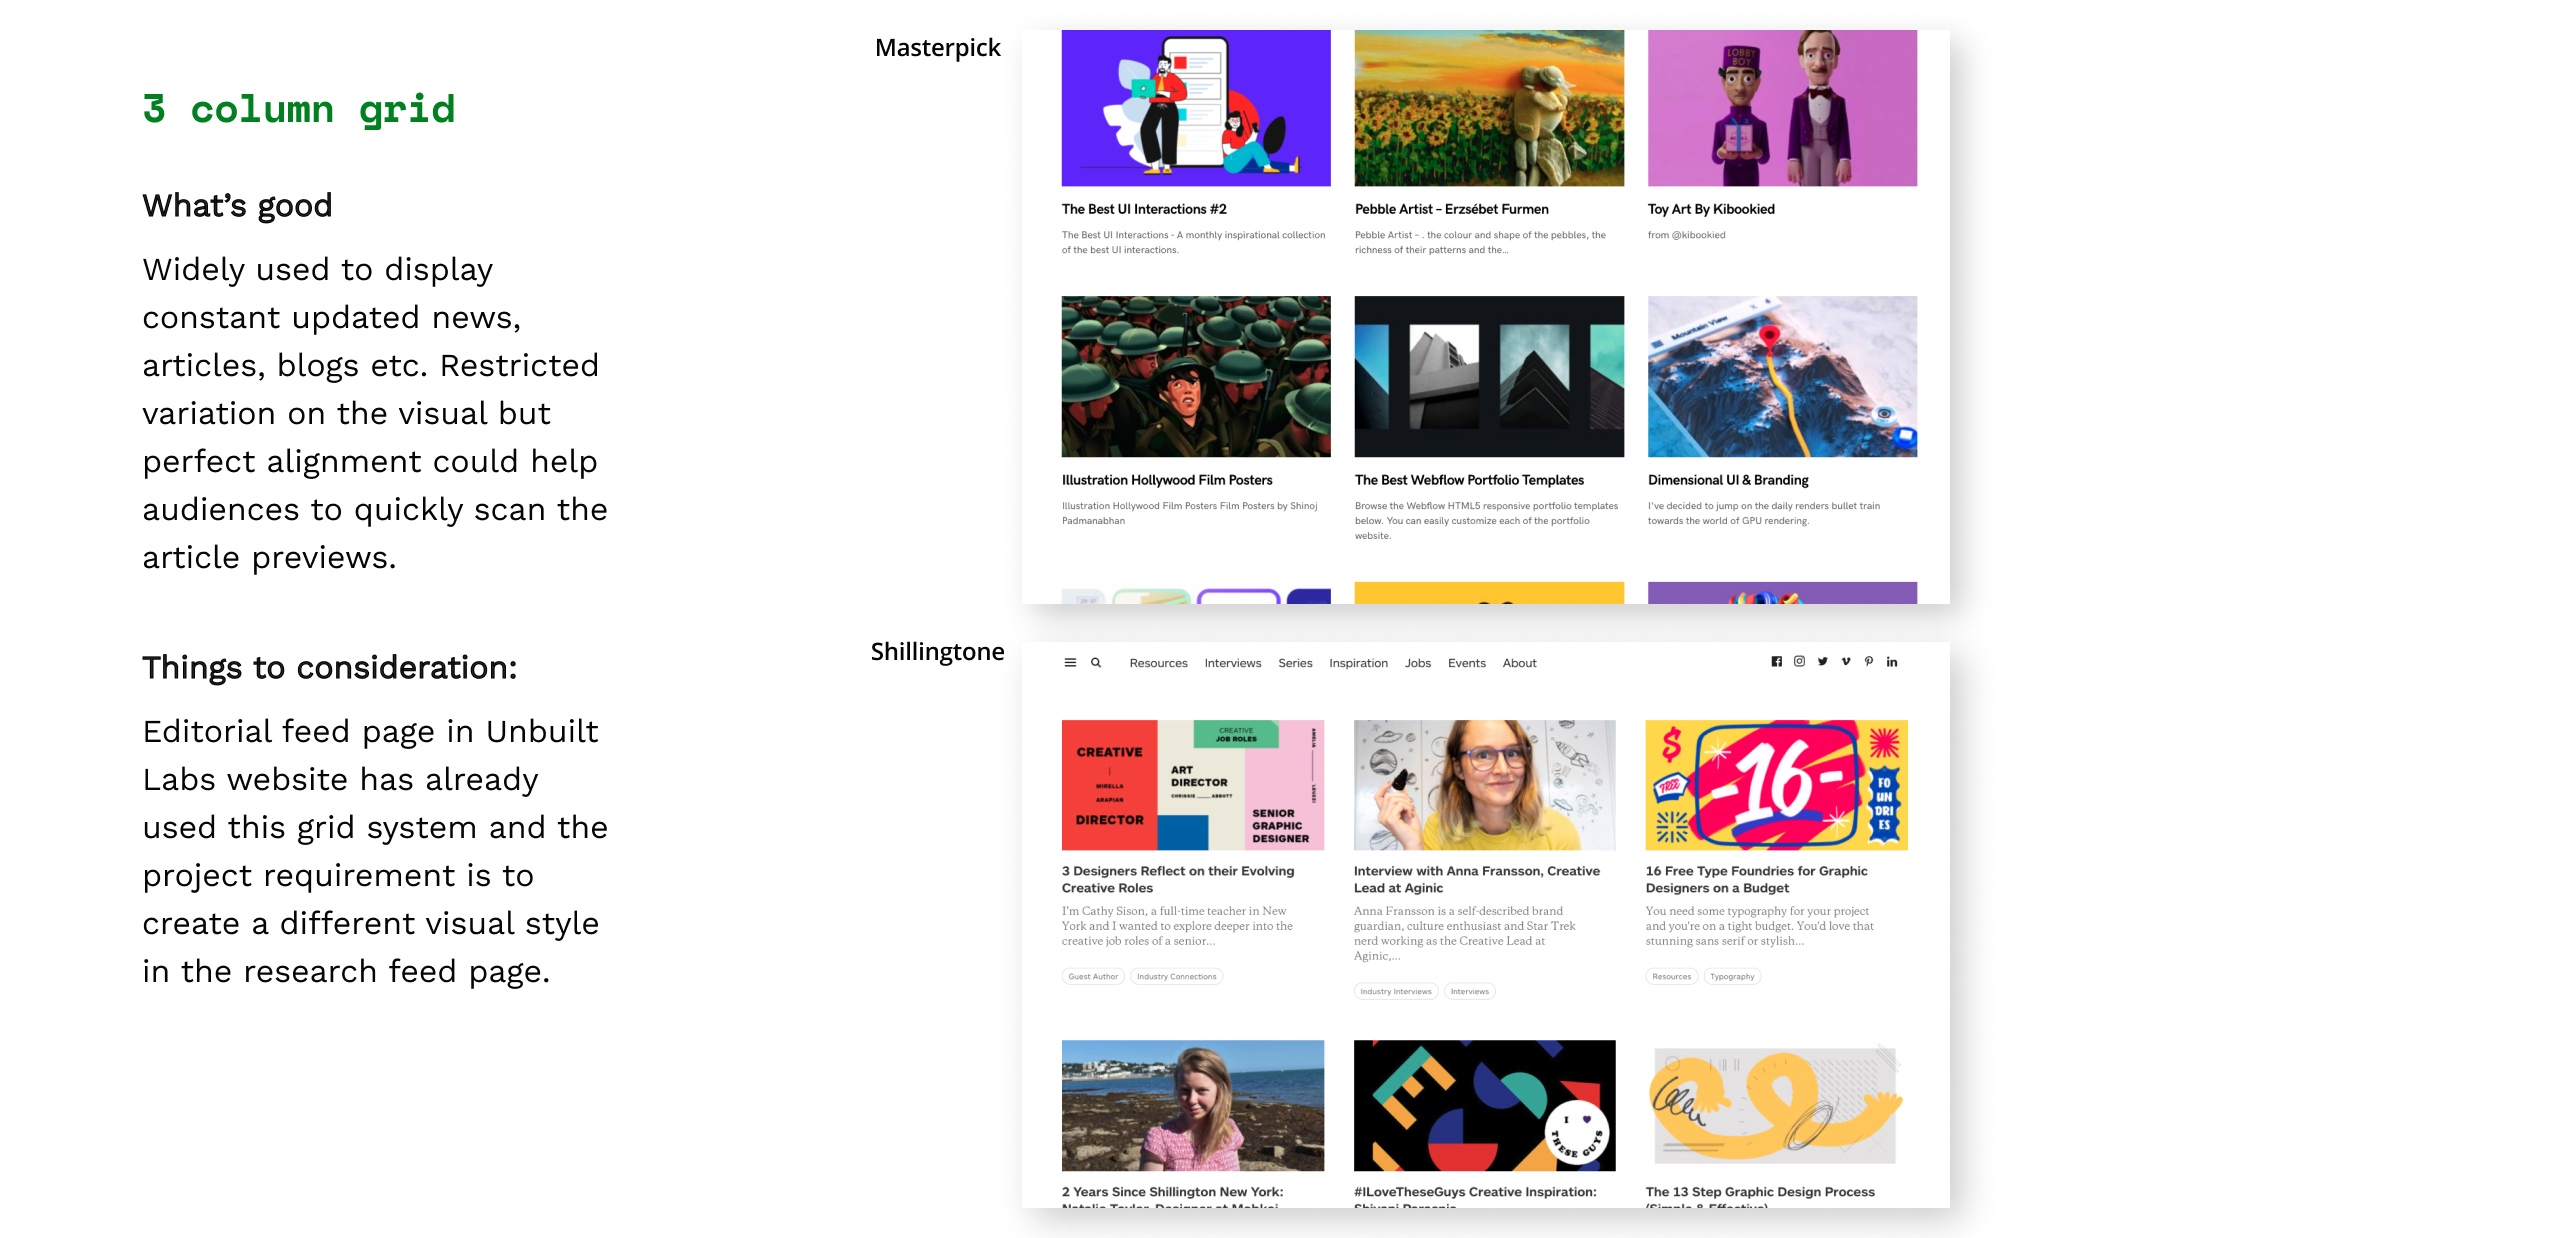 3 column grid
What’s good
Widely used to display
constant updated news,
articles, blogs etc. Restricted
variation on the visual but
perfect alignment could help
audiences to quickly scan the
article previews.
Things to consideration:
Editorial feed page in Unbuilt
Labs website has already
used this grid system and the
project requirement is to
create a different visual style
in the research feed page.
Masterpick
LOBBY
BOY
The Best UI Interactions #2
The Best UI Interactions - A monthly inspirational collection
of the best UI interactions.
Pebble Artist – Erzsébet Furmen
Pebble Artist – . the colour and shape of the pebbles, the
richness of their patterns and the...
Toy Art By Kibookied
from @kibookied
Mountain View
Illustration Hollywood Film Posters
Illustration Hollywood Film Posters Film Posters by Shinoj
Padmanabhan
The Best Webflow Portfolio Templates
Browse the Webflow HTML5 responsive portfolio templates
below. You can easily customize each of the portfolio
website.
Dimensional UI & Branding
I've decided to jump on the daily renders bullet train
towards the world of GPU rendering.
Shillingtone
Resources Interviews Series Inspiration Jobs Events About
CREATIVE
MIRELLA
ARAPIAN
DIRECTOR
CREATIVE
JOB ROLES
ART
DIRECTOR
CHRISSIE ABBOTT
SENIOR
GRAPHIC
DESIGNER
AMELIA
LEUZZI
$
FREE
-16-
FO
UN
DRI
ES
3 Designers Reflect on their Evolving
Creative Roles
I'm Cathy Sison, a full-time teacher in New
York and I wanted to explore deeper into the
creative job roles of a senior...
Guest Author Industry Connections
Interview with Anna Fransson, Creative
Lead at Aginic
Anna Fransson is a self-described brand
guardian, culture enthusiast and Star Trek
nerd working as the Creative Lead at
Aginic,...
Industry Interviews Interviews
16 Free Type Foundries for Graphic
Designers on a Budget
You need some typography for your project
and you're on a tight budget. You'd love that
stunning sans serif or stylish...
Resources Typography
I
THESE GUYS
2 Years Since Shillington New York:
#ILoveTheseGuys Creative Inspiration:
The 13 Step Graphic Design Process
(Simple & Effective)